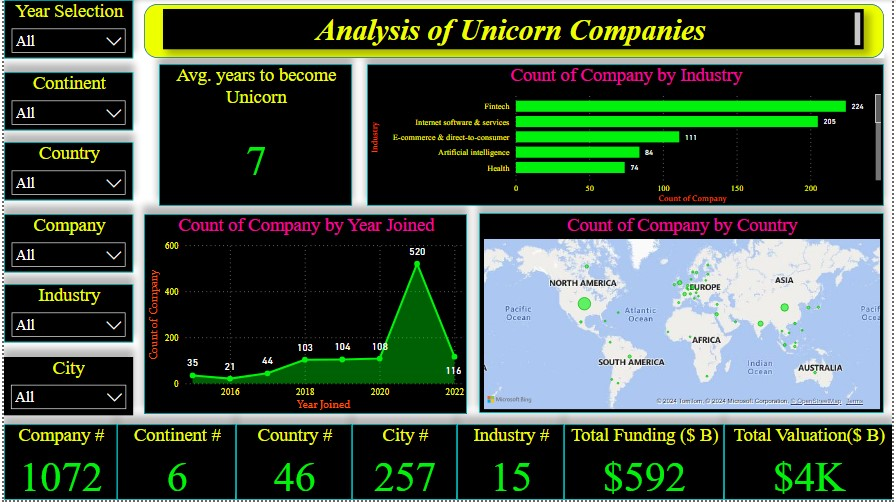 Year Selection
All
Analysis of Unicorn Companies
Continent
All
Country
All
Company
All
Industry
All
City
All
Avg. years to become
Unicorn
7
Count of Company by Industry
Industry
Fintech 224
Internet software & services 205
E-commerce & direct-to-consumer 111
Artificial intelligence 84
Health 74
0 50 100 150 200
Count of Company
Count of Company by Year Joined
Count of Company
600
400
200
0
35 21 44 103 104 108 520 116
2016 2018 2020 2022
Year Joined
Count of Company by Country
NORTH AMERICA
EUROPE
ASIA
Pacific
Ocean
Atlantic
Ocean
Pacif
Ocea
AFRICA
SOUTH AMERICA
Indian
Ocean
AUSTRALIA
Microsoft Bing
© 2024 TomTom, © 2024 Microsoft Corporation, © OpenStreetMap Terms
Company # Continent # Country # City # Industry # Total Funding ($ B) Total Valuation($ B)
1072 6 46 257 15 $592 $4K